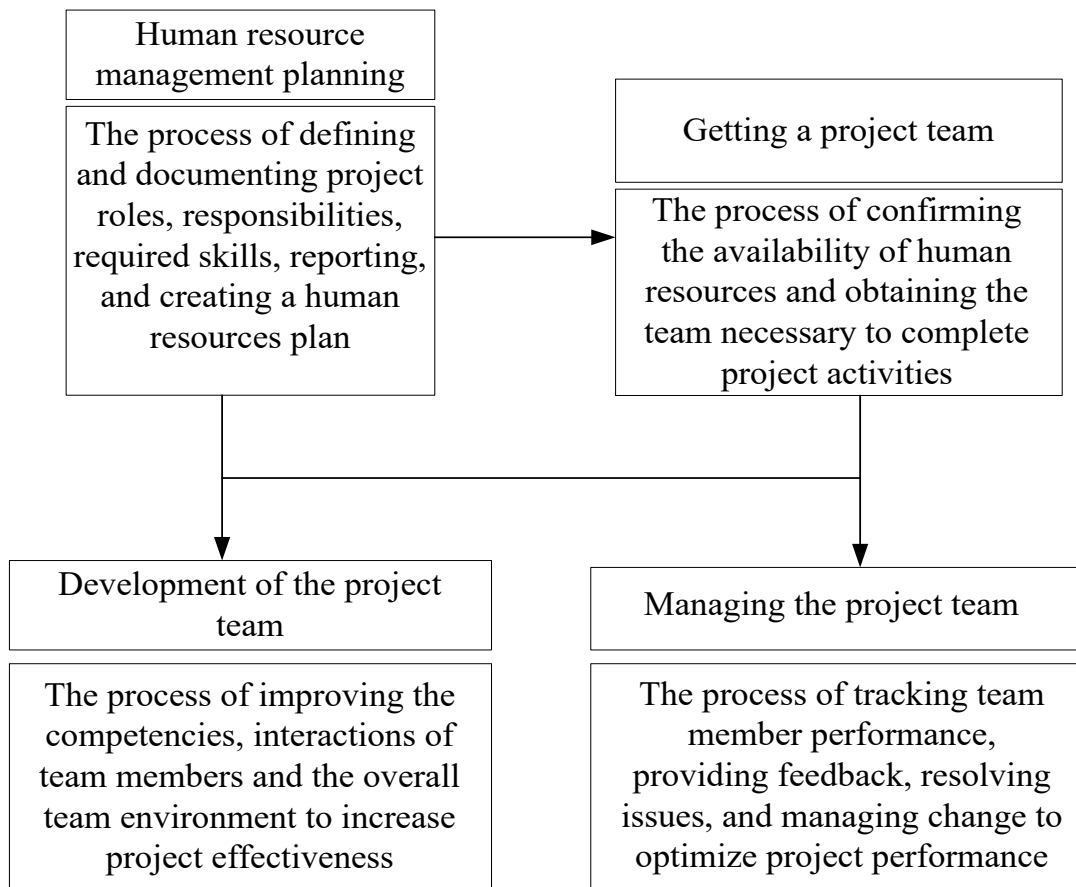 Human resource
management planning
The process of defining
and documenting project
roles, responsibilities,
required skills, reporting,
and creating a human
resources plan
Getting a project team
The process of confirming
the availability of human
resources and obtaining the
team necessary to complete
project activities
Development of the project
team
The process of improving the
competencies, interactions of
team members and the overall
team environment to increase
project effectiveness
Managing the project team
The process of tracking team
member performance,
providing feedback, resolving
issues, and managing change to
optimize project performance